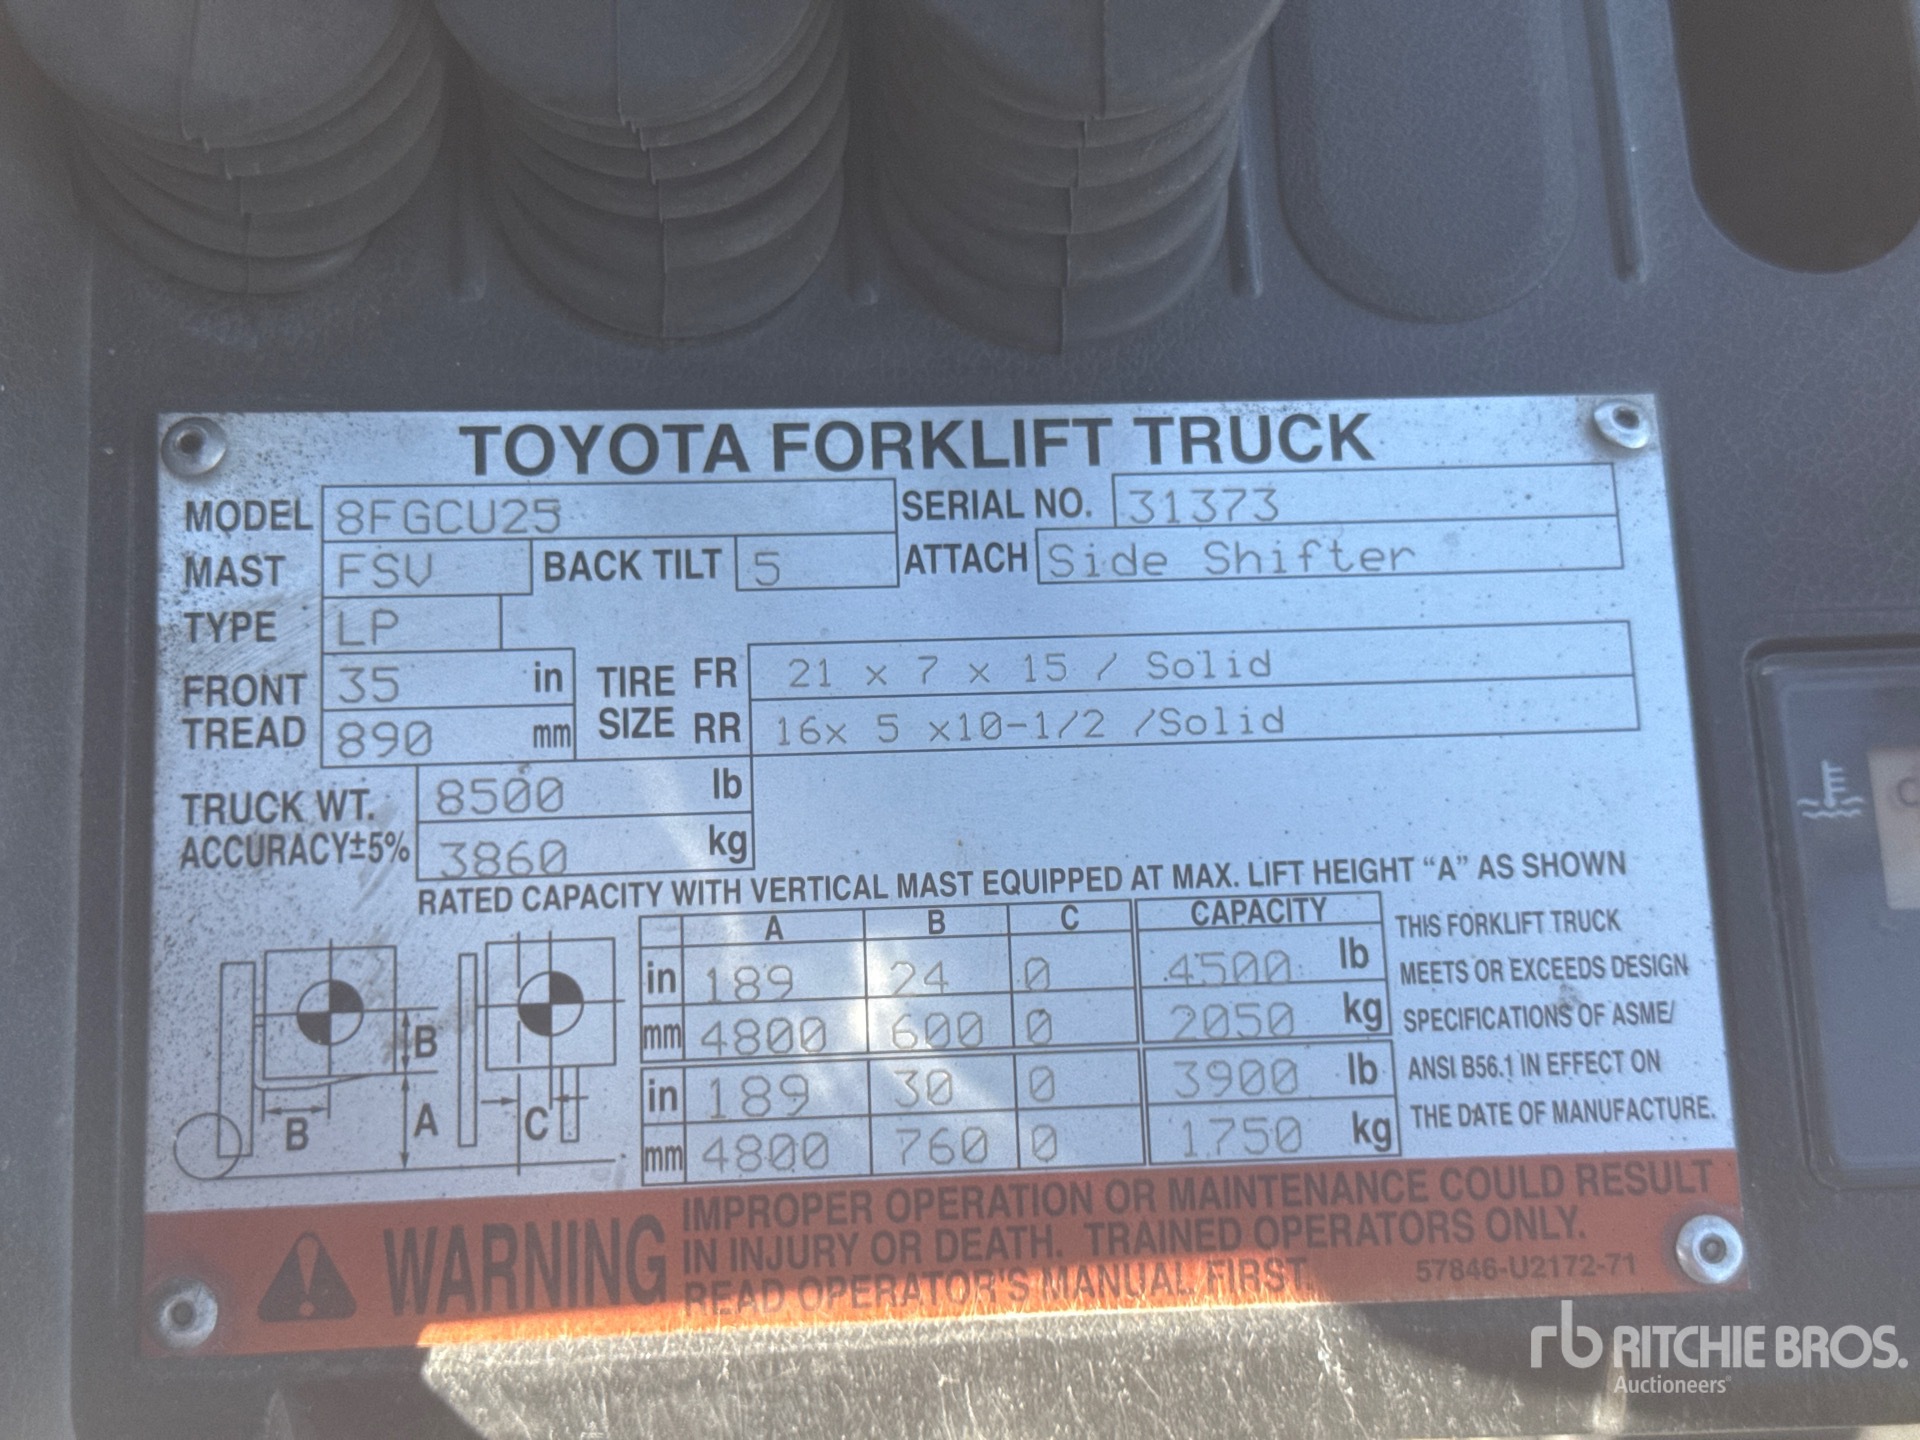 TOYOTA FORKLIFT TRUCK
MODEL 8FGCU25 SERIAL NO. 31373
MAST FSV BACK TILT 5 ATTACH Side Shifter
TYPE LP
FRONT TREAD 35 in 890 mm
TIRE SIZE FR 21 x 7 x 15 / Solid
RR 16x 5 x10-1/2 /Solid
TRUCK WT. 8500 lb
ACCURACY±5% 3860 kg
RATED CAPACITY WITH VERTICAL MAST EQUIPPED AT MAX. LIFT HEIGHT “A” AS SHOWN
A B C CAPACITY
in 189 24 0 4500 lb
mm 4800 600 0 2050 kg
in 189 30 0 3900 lb
mm 4800 760 0 1750 kg
B
B
A
C
THIS FORKLIFT TRUCK
MEETS OR EXCEEDS DESIGN
SPECIFICATIONS OF ASME/
ANSI B56.1 IN EFFECT ON
THE DATE OF MANUFACTURE.
WARNING
IMPROPER OPERATION OR MAINTENANCE COULD RESULT
IN INJURY OR DEATH. TRAINED OPERATORS ONLY.
READ OPERATOR'S MANUAL FIRST.
57846-U2172-71
rb RITCHIE BROS.
Auctioneers